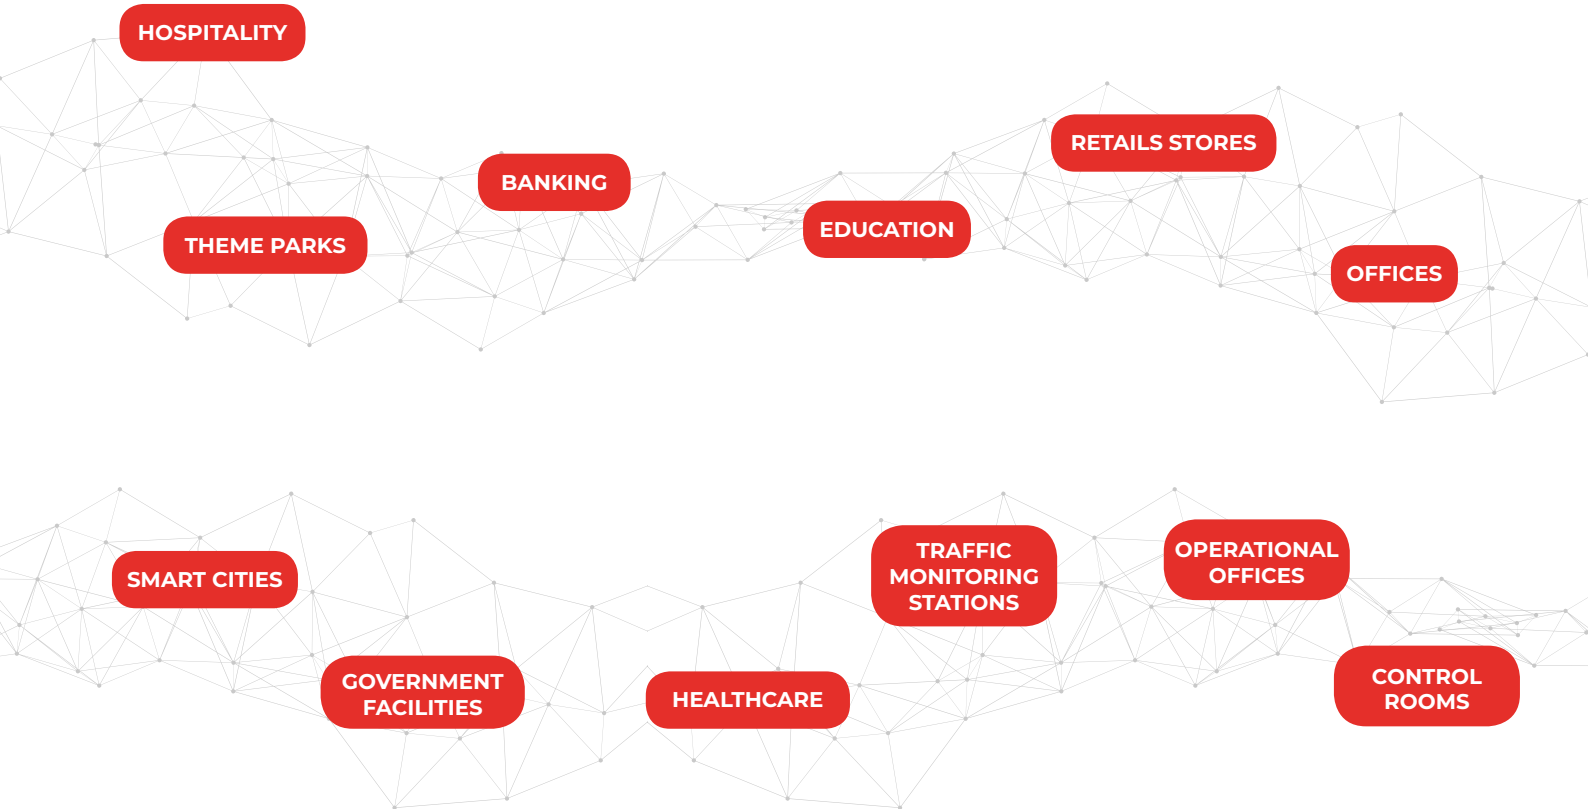 HOSPITALITY
RETAILS STORES
BANKING
EDUCATION
THEME PARKS
OFFICES
TRAFFIC
MONITORING
STATIONS
OPERATIONAL
OFFICES
SMART CITIES
GOVERNMENT
FACILITIES
HEALTHCARE
CONTROL
ROOMS